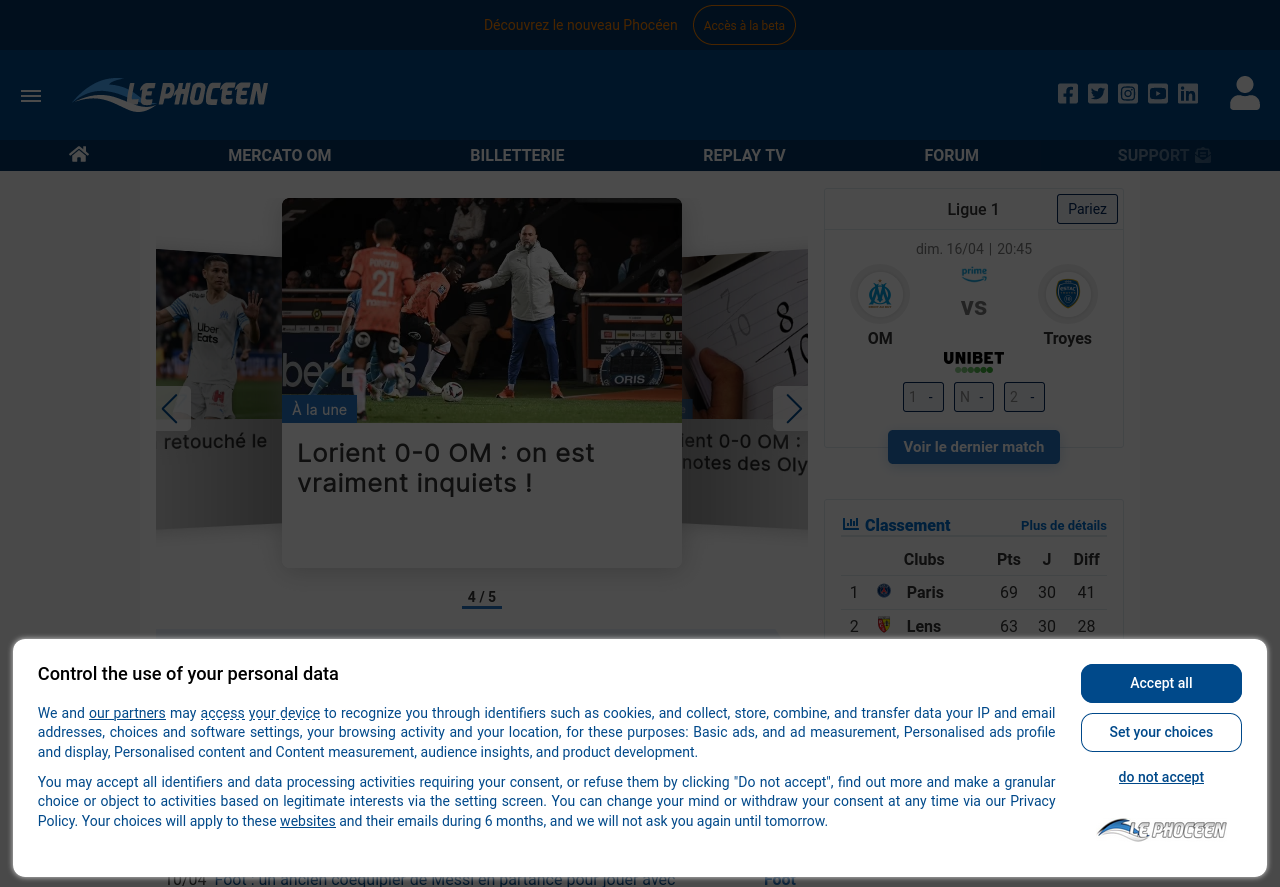 Découvrez le nouveau Phocéen
Accès à la beta
LE PHOCEEN
MERCATO OM
BILLETTERIE
REPLAY TV
FORUM
SUPPORT
retouché le
21
Uber
Eats
ORIS
À la une
Lorient 0-0 OM : on est
vraiment inquiets !
ient 0-0 OM :
notes des Oly
4 / 5
Ligue 1
Pariez
dim. 16/04 | 20:45
prime
VS
OM
Troyes
UNIBET
1 -
N -
2 -
Voir le dernier match
Classement
Plus de détails
Clubs Pts J Diff
1 Paris 69 30 41
2 Lens 63 30 28
Control the use of your personal data
We and our partners may access your device to recognize you through identifiers such as cookies, and collect, store, combine, and transfer data your IP and email
addresses, choices and software settings, your browsing activity and your location, for these purposes: Basic ads, and ad measurement, Personalised ads profile
and display, Personalised content and Content measurement, audience insights, and product development.
You may accept all identifiers and data processing activities requiring your consent, or refuse them by clicking "Do not accept", find out more and make a granular
choice or object to activities based on legitimate interests via the setting screen. You can change your mind or withdraw your consent at any time via our Privacy
Policy. Your choices will apply to these websites and their emails during 6 months, and we will not ask you again until tomorrow.
Accept all
Set your choices
do not accept
LE PHOCEEN
10/04 Foot : un ancien coéquipier de Messi en partance pour jouer avec
Foot